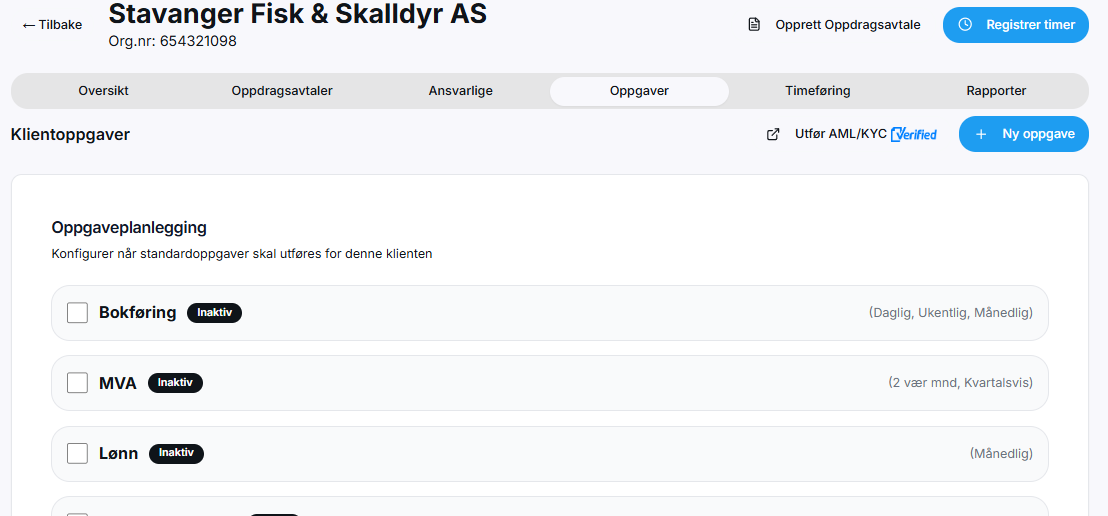 ← Tilbake
Stavanger Fisk & Skalldyr AS
Org.nr: 654321098
Opprett Oppdragsavtale
Registrer timer
Oversikt
Oppdragsavtaler
Ansvarlige
Oppgaver
Timeføring
Rapporter
Klientoppgaver
Utfør AML/KYC Verified
+ Ny oppgave
Oppgaveplanlegging
Konfigurer når standardoppgaver skal utføres for denne klienten
Bokføring Inaktiv (Daglig, Ukentlig, Månedlig)
MVA Inaktiv (2 vær mnd, Kvartalsvis)
Lønn Inaktiv (Månedlig)